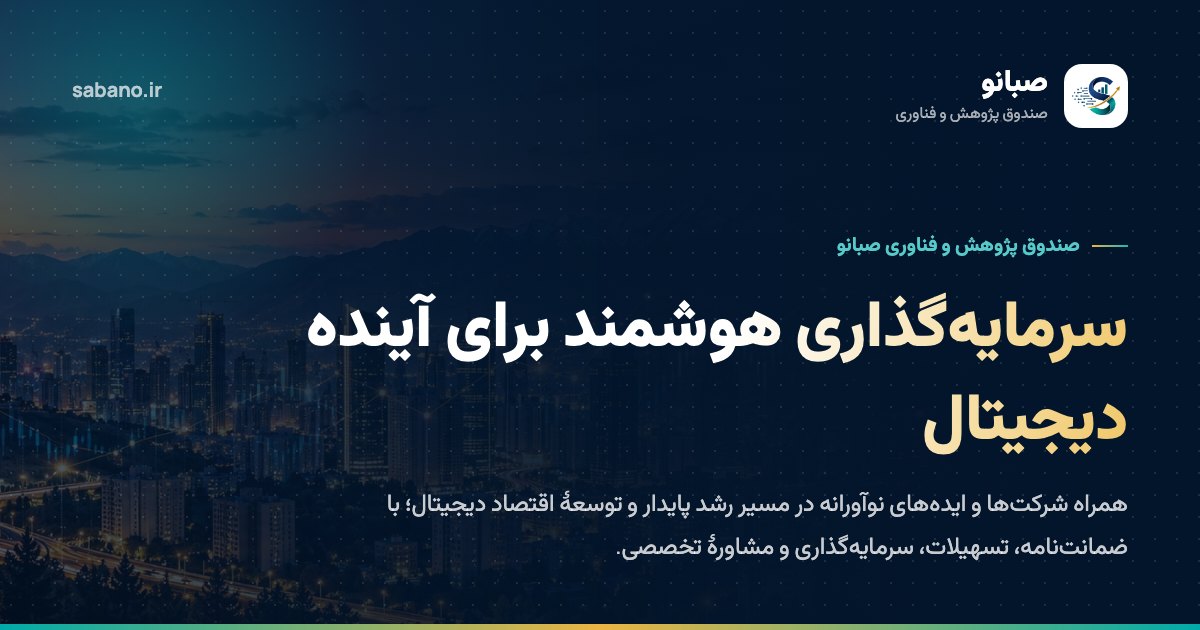 صبانو
صندوق پژوهش و فناوری
sabano.ir
صندوق پژوهش و فناوری صبانو
سرمایه‌گذاری هوشمند برای آینده
دیجیتال
همراه شرکت‌ها و ایده‌های نوآورانه در مسیر رشد پایدار و توسعهٔ اقتصاد دیجیتال؛ با
ضمانت‌نامه، تسهیلات، سرمایه‌گذاری و مشاورهٔ تخصصی.